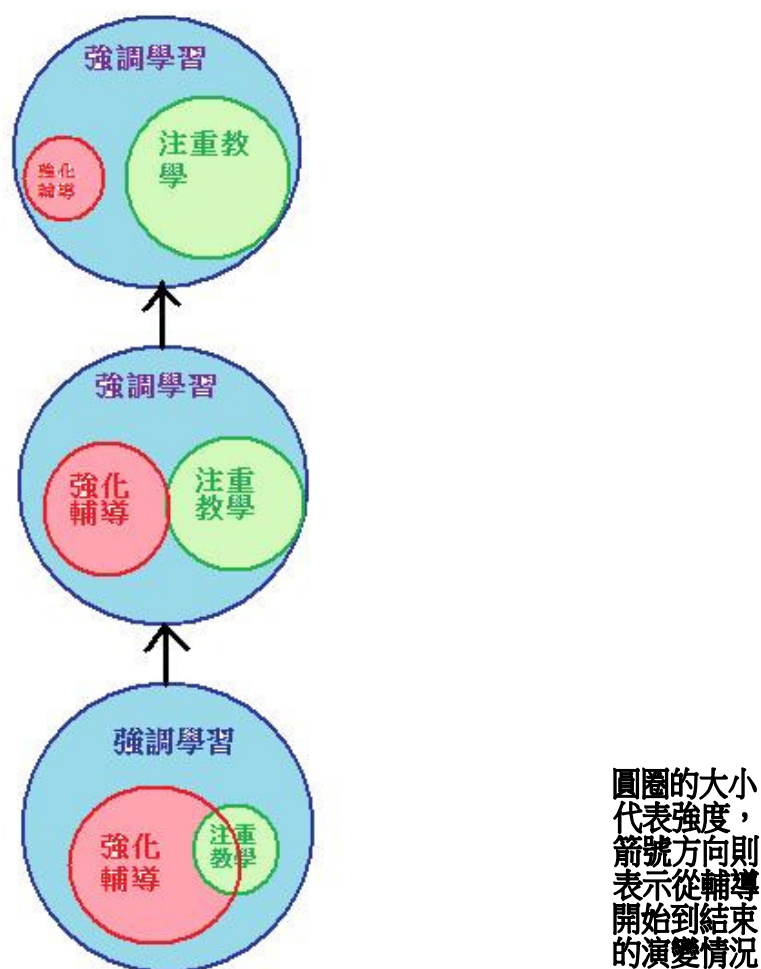 強調學習
強化
輔導
注重教
學
強調學習
強化
輔導
注重
教學
強調學習
強化
輔導
注重
教學
圓圈的大小
代表強度，
箭號方向則
表示從輔導
開始到結束
的演變情況